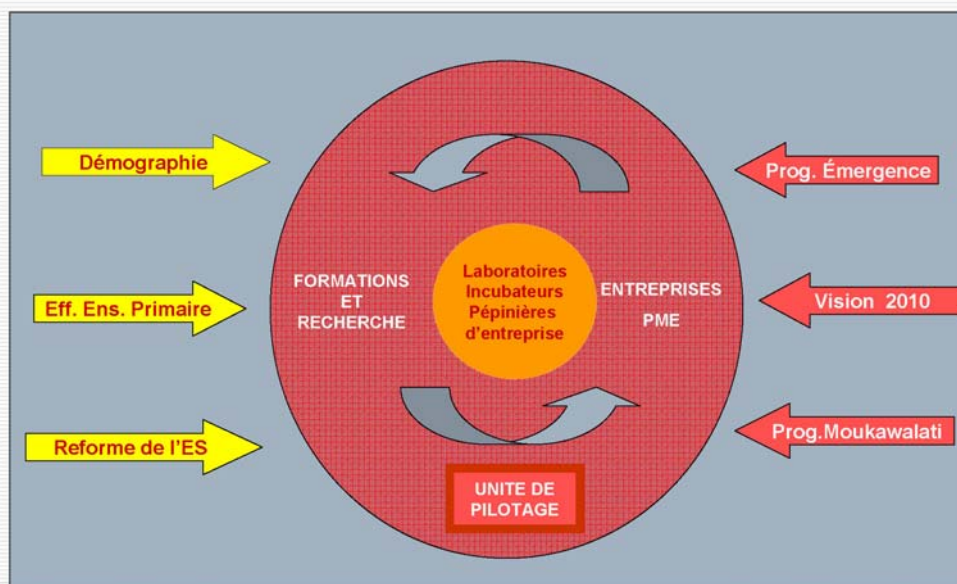 Démographie
Eff. Ens. Primaire
Reforme de l'ES
FORMATIONS
ET
RECHERCHE
Laboratoires
Incubateurs
Pépinières
d'entreprise
ENTREPRISES
PME
UNITE DE
PILOTAGE
Prog. Émergence
Vision 2010
Prog.Moukawalati